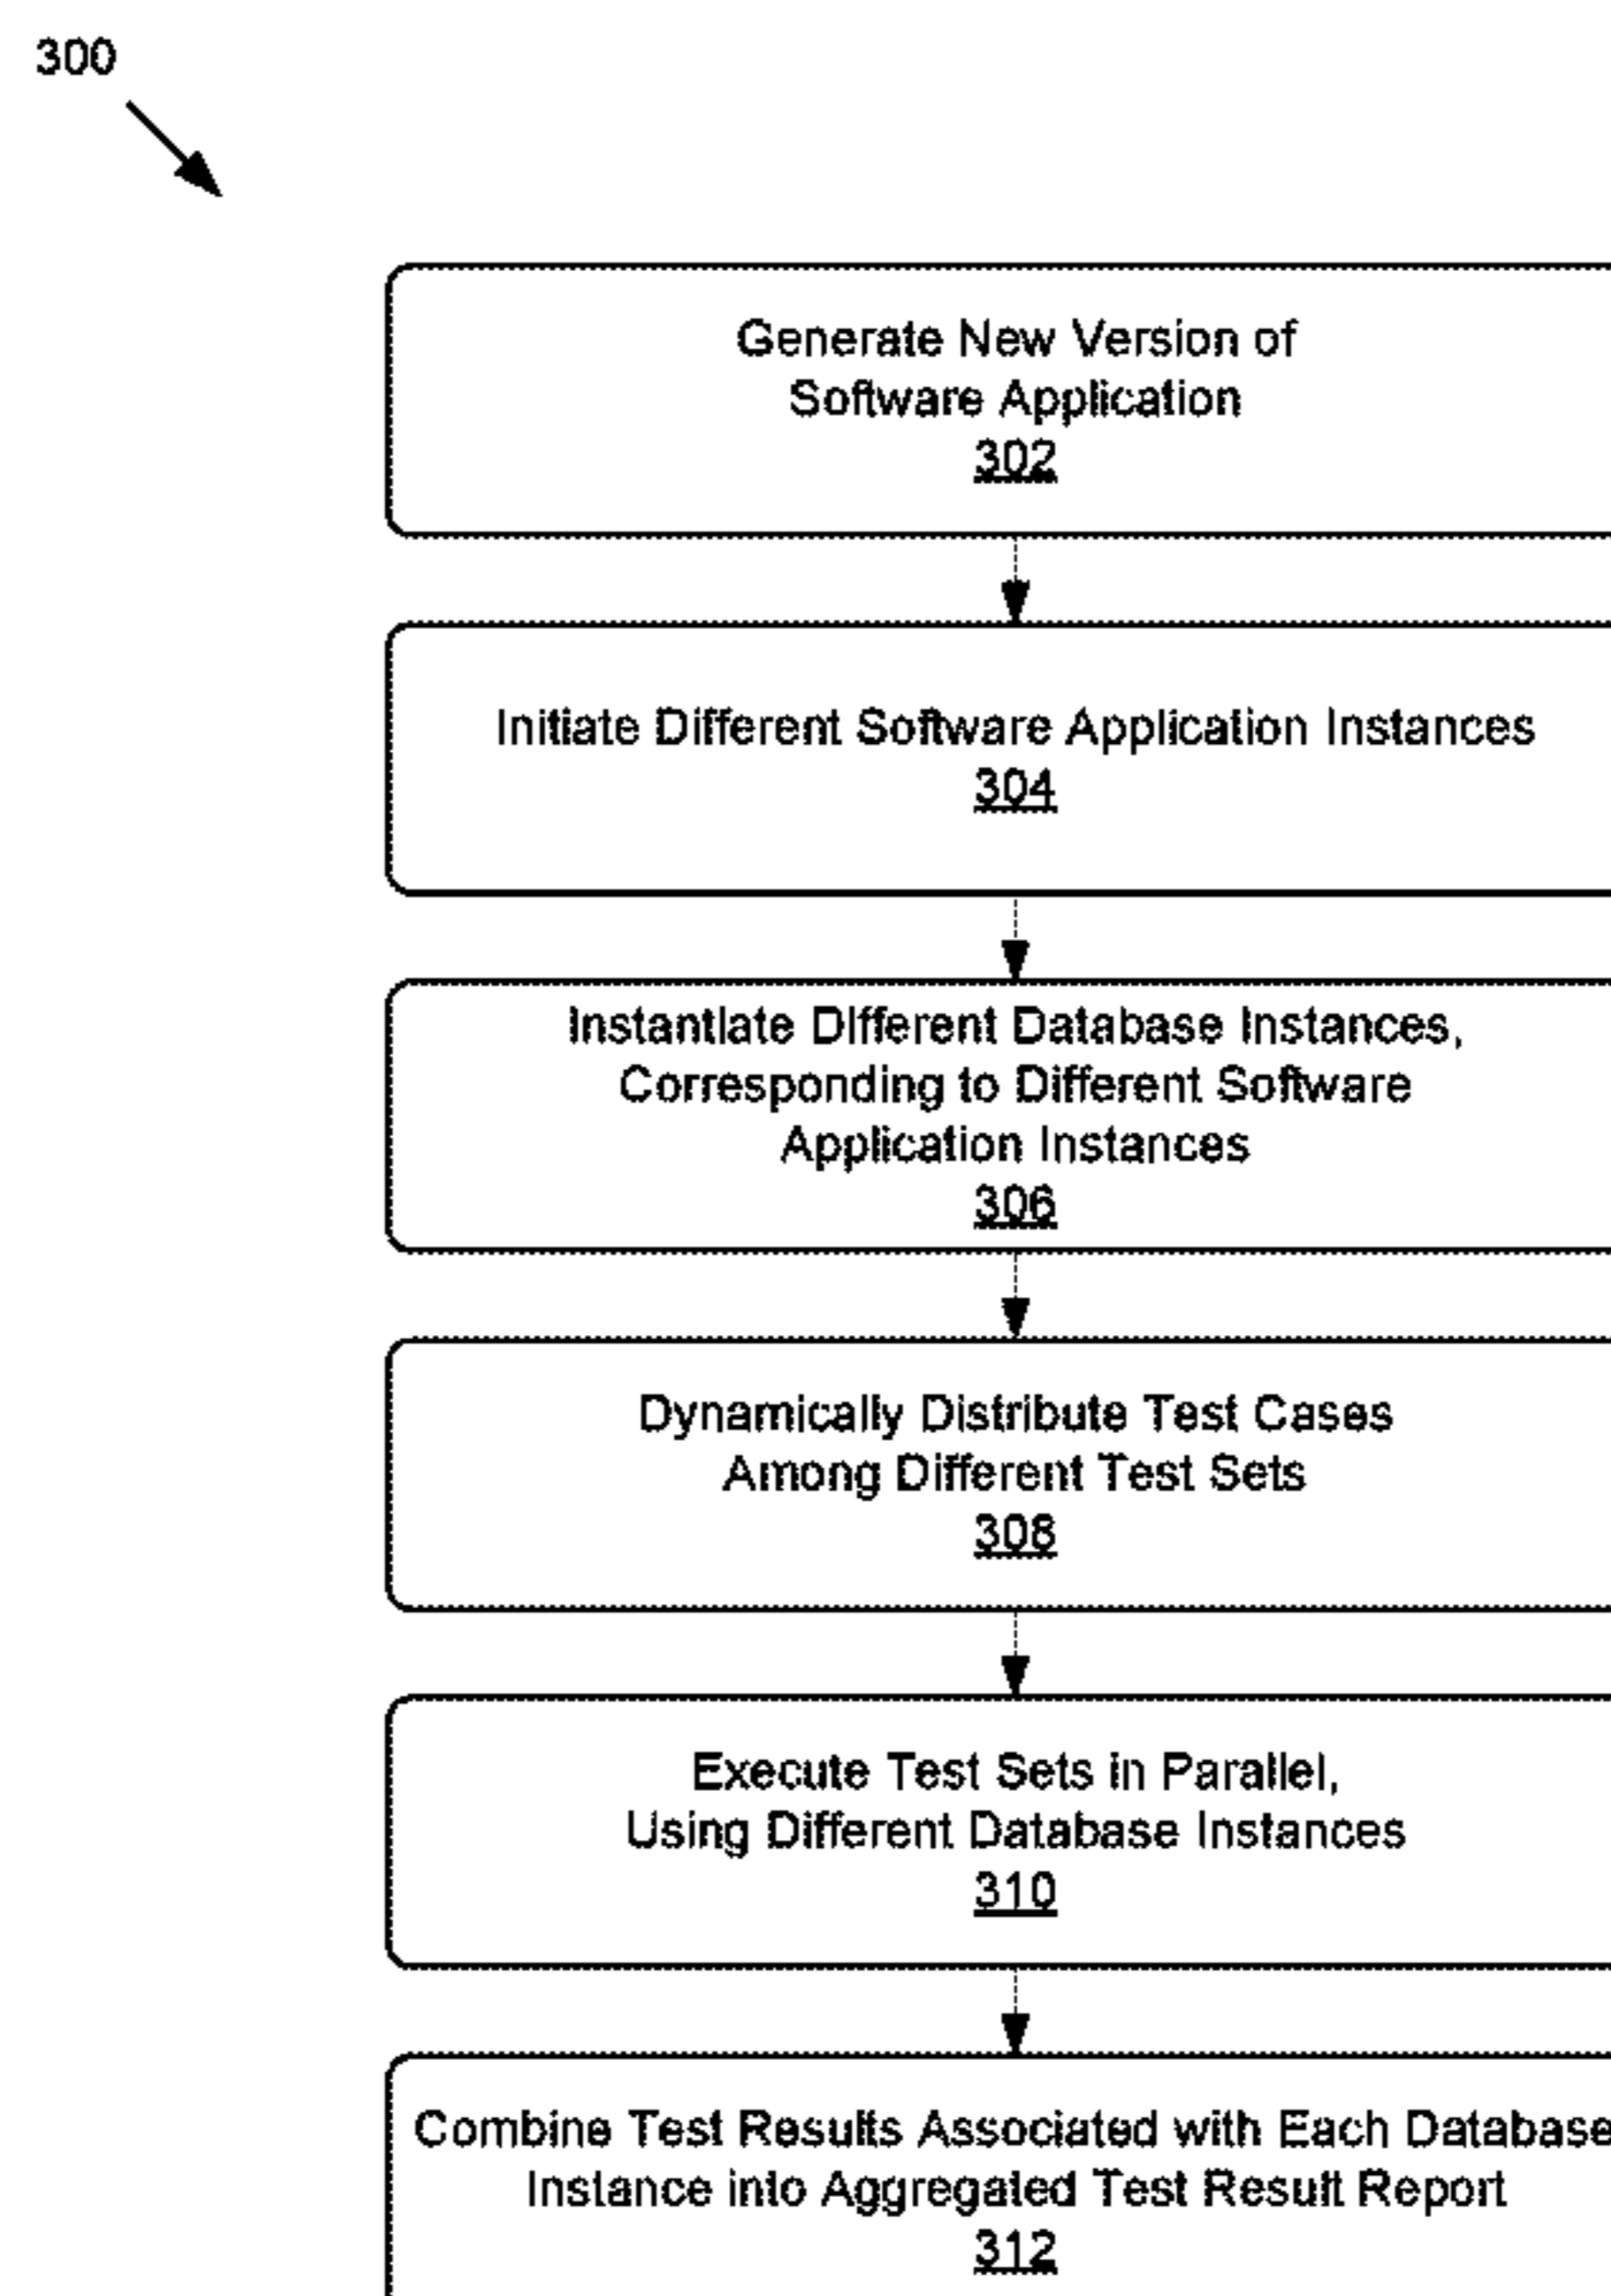 300
Generate New Version of
Software Application
302
Initiate Different Software Application Instances
304
Instantiate Different Database Instances,
Corresponding to Different Software
Application Instances
306
Dynamically Distribute Test Cases
Among Different Test Sets
308
Execute Test Sets in Parallel,
Using Different Database Instances
310
Combine Test Results Associated with Each Database
Instance into Aggregated Test Result Report
312